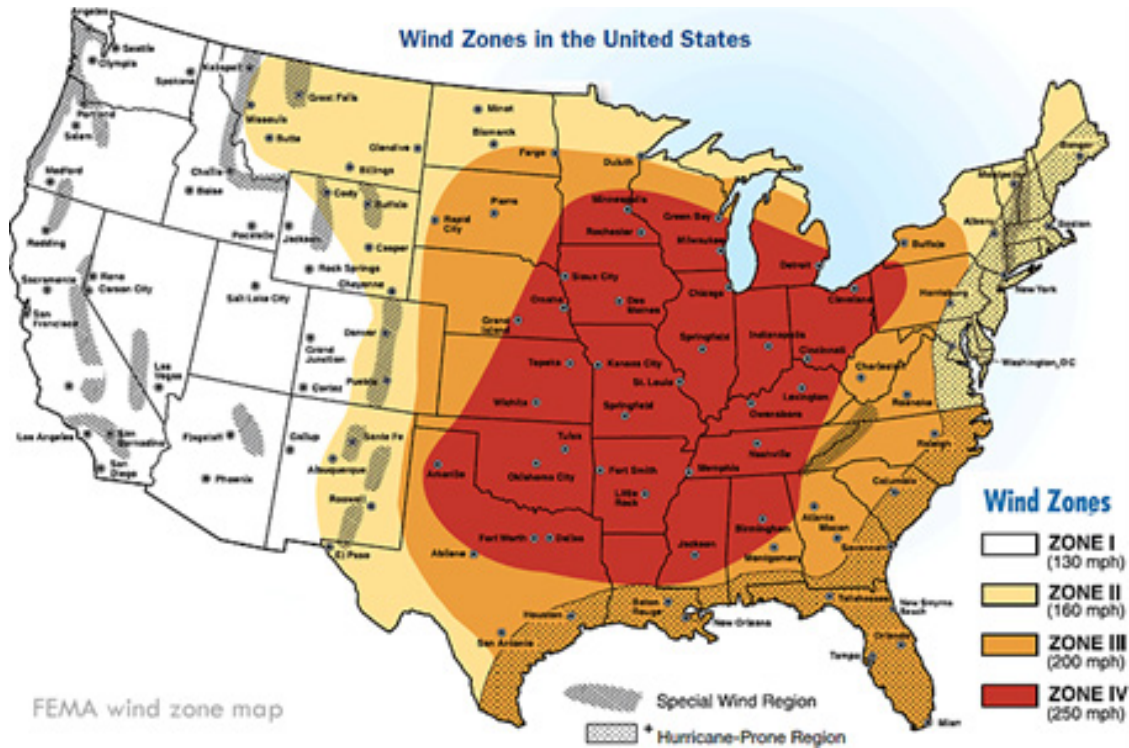 Wind Zones in the United States
Angeles
Seattle
Olympia
Spokane
Kalispell
Great Falls
Missoula
Butte
Glendive
Billings
Minot
Bismarck
Fargo
Duluth
Portland
Salem
Medford
Challis
Boise
Pocatello
Jackson
Cody
Buffalo
Casper
Rock Springs
Cheyenne
Rapid
City
Pierre
Minneapolis
Rochester
Green Bay
Milwaukee
Detroit
Buffalo
Albany
Montpelier
Bangor
Boston
New York
Redding
Sacramento
Reno
Carson City
San
Francisco
Salt Lake City
Denver
Grand
Junction
Pueblo
Cortez
Las
Vegas
Sioux City
Omaha
Grand
Island
Des
Moines
Chicago
Cleveland
Harrisburg
Washington, DC
Topeka
Kansas City
Springfield
Indianapolis
Cincinnati
Charleston
Roanoke
St. Louis
Lexington
Owensboro
Wichita
Springfield
Los Angeles
San
Bernadino
San
Diego
Flagstaff
Phoenix
Gallup
Santa Fe
Albuquerque
Roswell
El Paso
Amarillo
Tulsa
Oklahoma City
Fort Smith
Little
Rock
Memphis
Nashville
Raleigh
Columbia
Atlanta
Macon
Savannah
Birmingham
Montgomery
Jackson
Fort Worth
Dallas
Abilene
Houston
San Antonio
Baton
Rouge
New Orleans
Tallahassee
New Smyrna
Beach
Orlando
Tampa
Miami
Wind Zones
ZONE I
(130 mph)
ZONE II
(160 mph)
ZONE III
(200 mph)
ZONE IV
(250 mph)
FEMA wind zone map
Special Wind Region
+ Hurricane-Prone Region